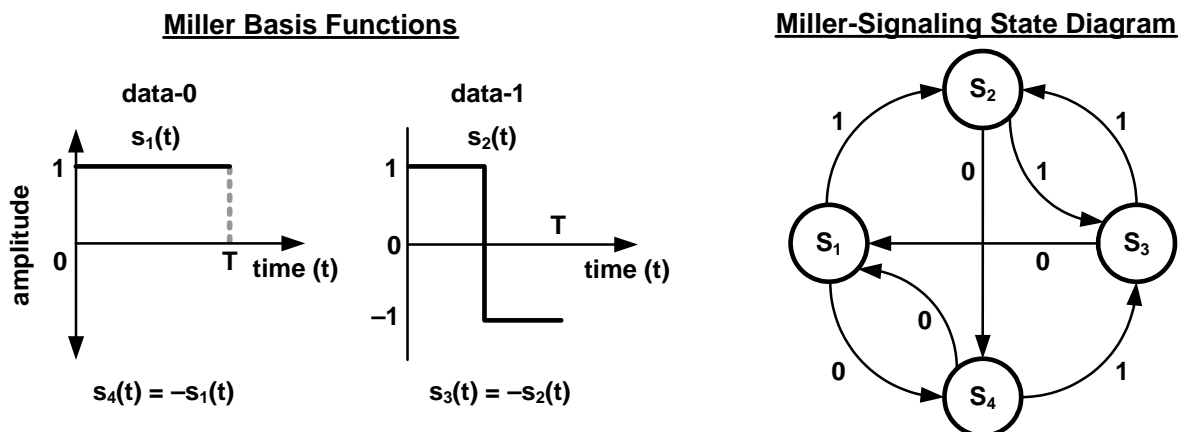 Miller Basis Functions
data-0
s₁(t)
1
0
T
time (t)
amplitude
s₄(t) = –s₁(t)
data-1
s₂(t)
1
0
–1
T
time (t)
s₃(t) = –s₂(t)
Miller-Signaling State Diagram
S₂
1
1
0
1
S₁
S₃
0
0
0
1
S₄